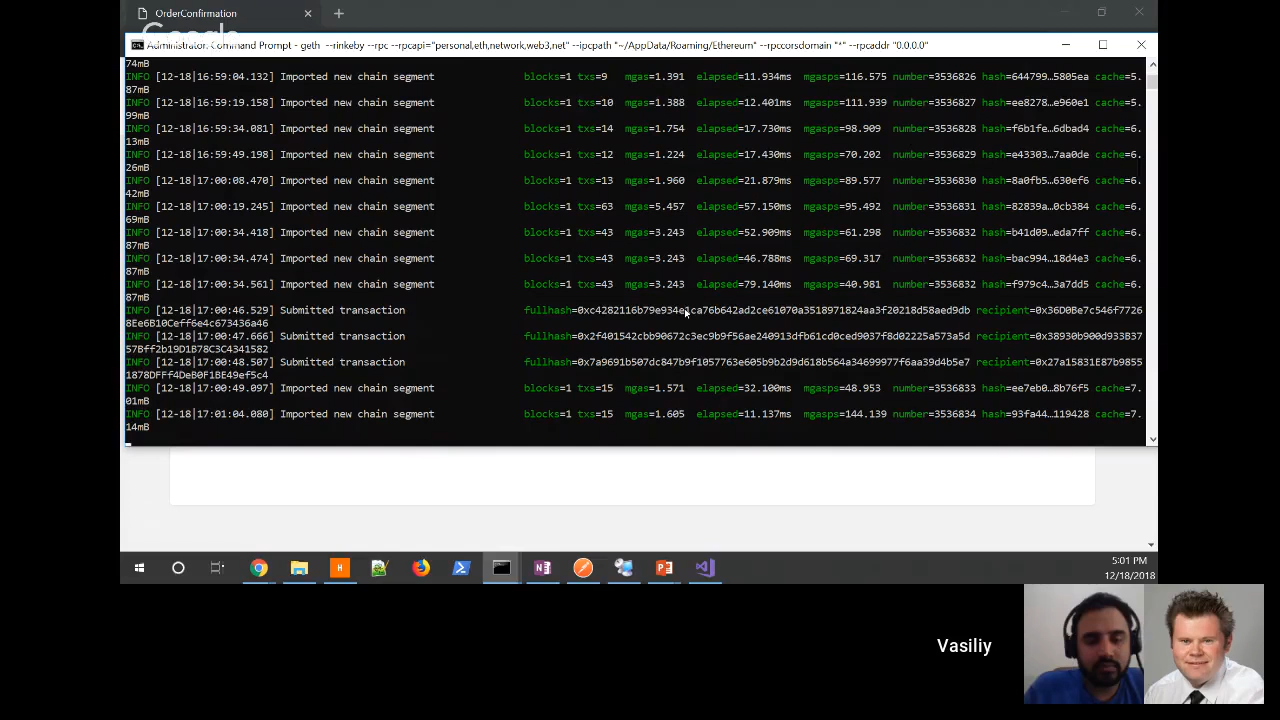 OrderConfirmation
Google
Administrator: Command Prompt - geth --rinkeby --rpc --rpcapi="personal,eth,network,web3,net" --ipcpath "~/AppData/Roaming/Ethereum" --rpccorsdomain "*" --rpcaddr "0.0.0.0"
74mB
INFO [12-18|16:59:04.132] Imported new chain segment blocks=1 txs=9 mgas=1.391 elapsed=11.934ms mgasps=116.575 number=3536826 hash=644799…5805ea cache=5.
87mB
INFO [12-18|16:59:19.158] Imported new chain segment blocks=1 txs=10 mgas=1.388 elapsed=12.401ms mgasps=111.939 number=3536827 hash=ee8278…e960e1 cache=5.
99mB
INFO [12-18|16:59:34.081] Imported new chain segment blocks=1 txs=14 mgas=1.754 elapsed=17.730ms mgasps=98.909 number=3536828 hash=f6b1fe…6dbad4 cache=6.
13mB
INFO [12-18|16:59:49.198] Imported new chain segment blocks=1 txs=12 mgas=1.224 elapsed=17.430ms mgasps=70.202 number=3536829 hash=e43303…7aa0de cache=6.
26mB
INFO [12-18|17:00:08.470] Imported new chain segment blocks=1 txs=13 mgas=1.960 elapsed=21.879ms mgasps=89.577 number=3536830 hash=8a0fb5…630ef6 cache=6.
42mB
INFO [12-18|17:00:19.245] Imported new chain segment blocks=1 txs=63 mgas=5.457 elapsed=57.150ms mgasps=95.492 number=3536831 hash=82839a…0cb384 cache=6.
69mB
INFO [12-18|17:00:34.418] Imported new chain segment blocks=1 txs=43 mgas=3.243 elapsed=52.909ms mgasps=61.298 number=3536832 hash=b41d09…eda7ff cache=6.
87mB
INFO [12-18|17:00:34.474] Imported new chain segment blocks=1 txs=43 mgas=3.243 elapsed=46.788ms mgasps=69.317 number=3536832 hash=bac994…18d4e3 cache=6.
87mB
INFO [12-18|17:00:34.561] Imported new chain segment blocks=1 txs=43 mgas=3.243 elapsed=79.140ms mgasps=40.981 number=3536832 hash=f979c4…3a7dd5 cache=6.
87mB
INFO [12-18|17:00:46.529] Submitted transaction recipient=0x36D0Be7c546f7726
8Ee6B10Ceff6e4c673436a46
INFO [12-18|17:00:47.666] Submitted transaction fullhash=0x2f401542cbb90672c3ec9b9f56ae240913dfb61cd0ced9037f8d02225a573a5d recipient=0x38930b900d933B37
57Bff2b19D1B78C3C4341582
INFO [12-18|17:00:48.507] Submitted transaction fullhash=0x7a9691b507dc847b9f1057763e605b9b2d9d618b54a34699977f6aa39d4b5e7 recipient=0x27a15831E87b9855
1878DFFf4DeB0F1BE49ef5c4
INFO [12-18|17:00:49.097] Imported new chain segment blocks=1 txs=15 mgas=1.571 elapsed=32.100ms mgasps=48.953 number=3536833 hash=ee7eb0…8b76f5 cache=7.
01mB
INFO [12-18|17:01:04.080] Imported new chain segment blocks=1 txs=15 mgas=1.605 elapsed=11.137ms mgasps=144.139 number=3536834 hash=93fa44…119428 cache=7.
14mB
H
5:01 PM
12/18/2018
Vasiliy